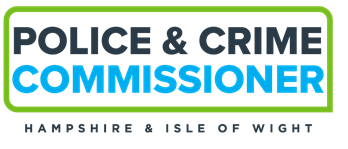 POLICE & CRIME
COMMISSIONER
HAMPSHIRE & ISLE OF WIGHT